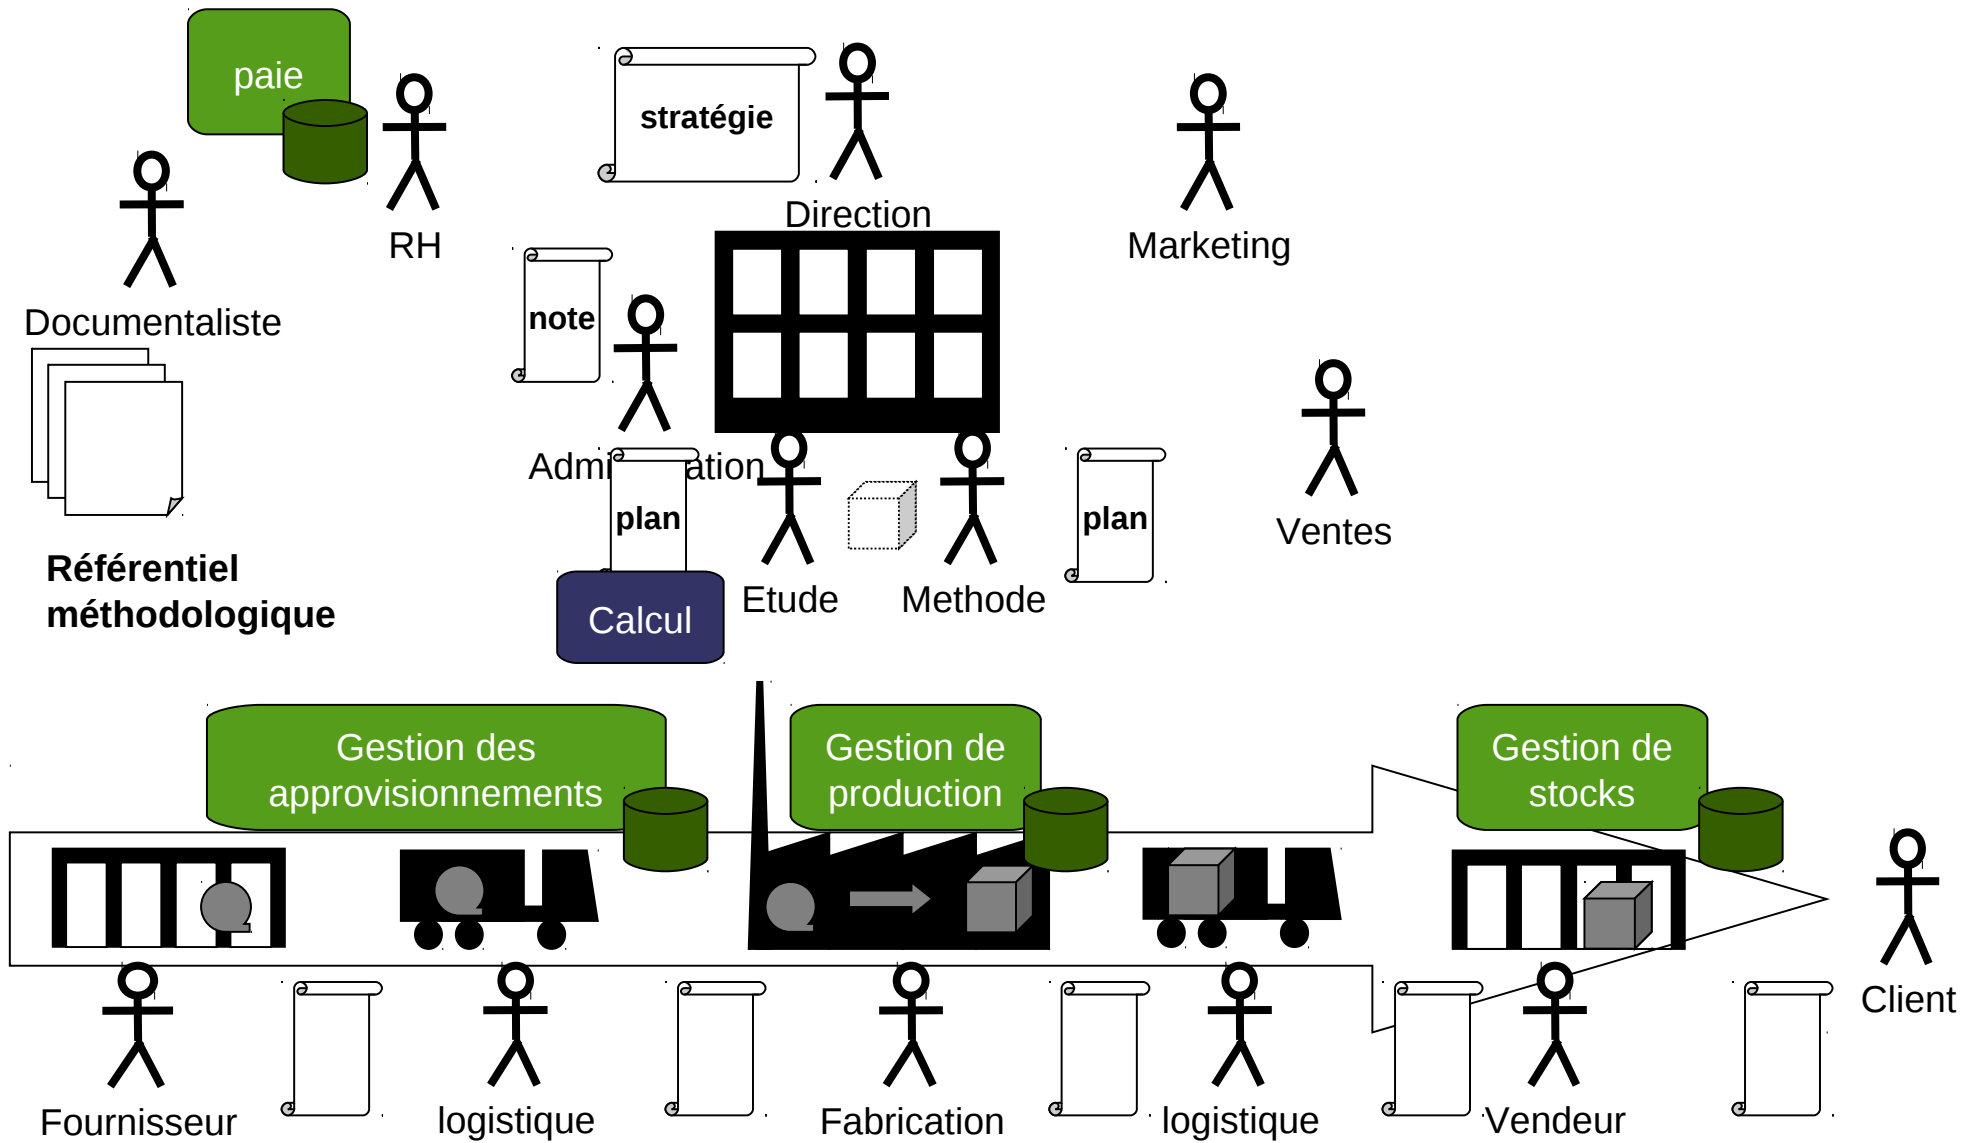 paie
stratégie
Direction
RH
Marketing
note
Documentaliste
Admi ation
plan
plan
Ventes
Référentiel
méthodologique
Calcul
Etude
Methode
Gestion des
approvisionnements
Gestion de
production
Gestion de
stocks
Client
Fournisseur
logistique
Fabrication
logistique
Vendeur